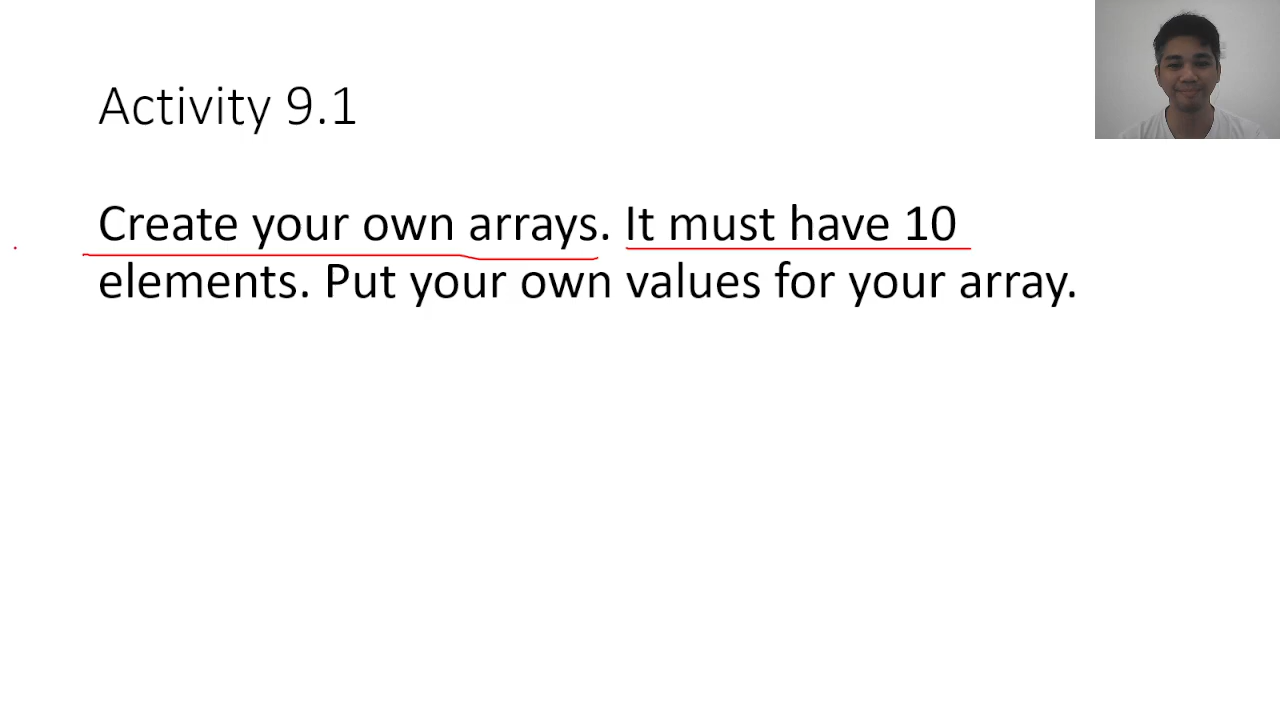 Activity 9.1
Create your own arrays. It must have 10
elements. Put your own values for your array.